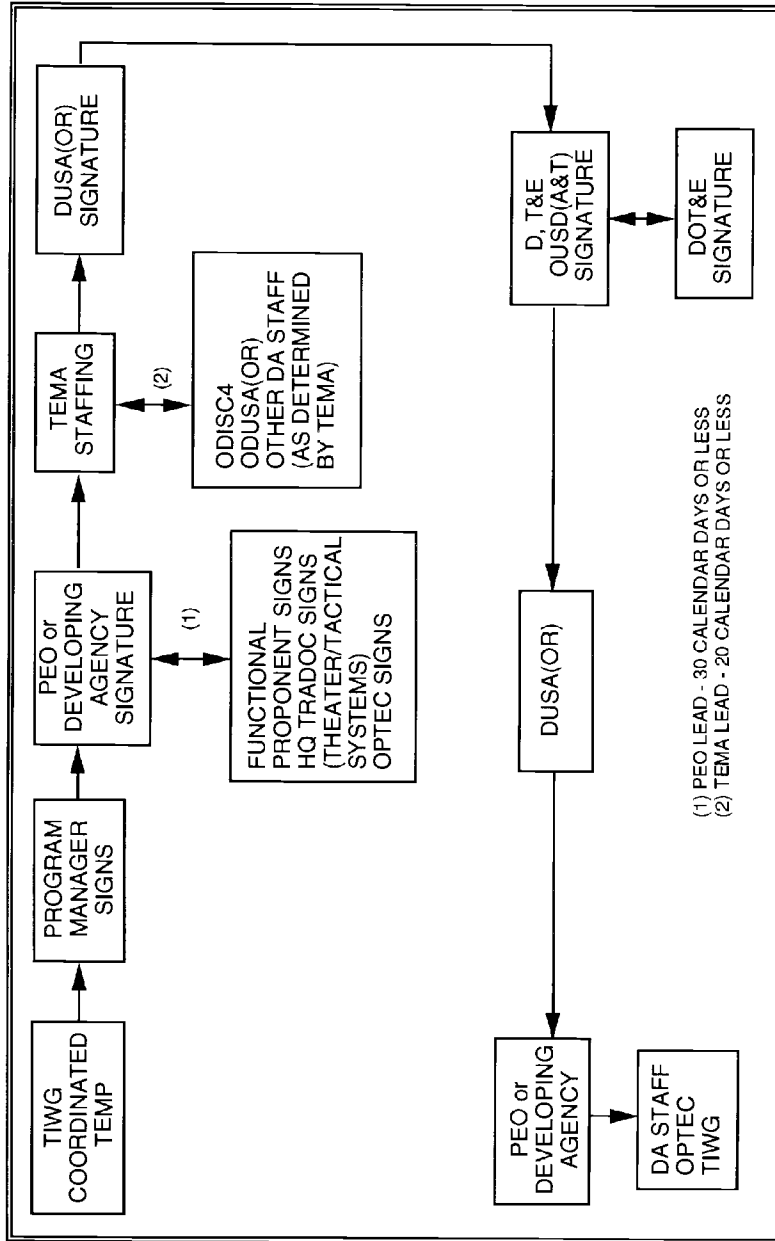 TIWG
COORDINATED
TEMP
PROGRAM
MANAGER
SIGNS
PEO or
DEVELOPING
AGENCY
SIGNATURE
TEMA
STAFFING
DUSA(OR)
SIGNATURE
(1)
(2)
FUNCTIONAL
PROPONENT SIGNS
HQ TRADOC SIGNS
(THEATER/TACTICAL
SYSTEMS)
OPTEC SIGNS
ODISC4
ODUSA(OR)
OTHER DA STAFF
(AS DETERMINED
BY TEMA)
D, T&E
OUSD(A&T)
SIGNATURE
DOT&E
SIGNATURE
DUSA(OR)
PEO or
DEVELOPING
AGENCY
DA STAFF
OPTEC
TIWG
(1) PEO LEAD - 30 CALENDAR DAYS OR LESS
(2) TEMA LEAD - 20 CALENDAR DAYS OR LESS